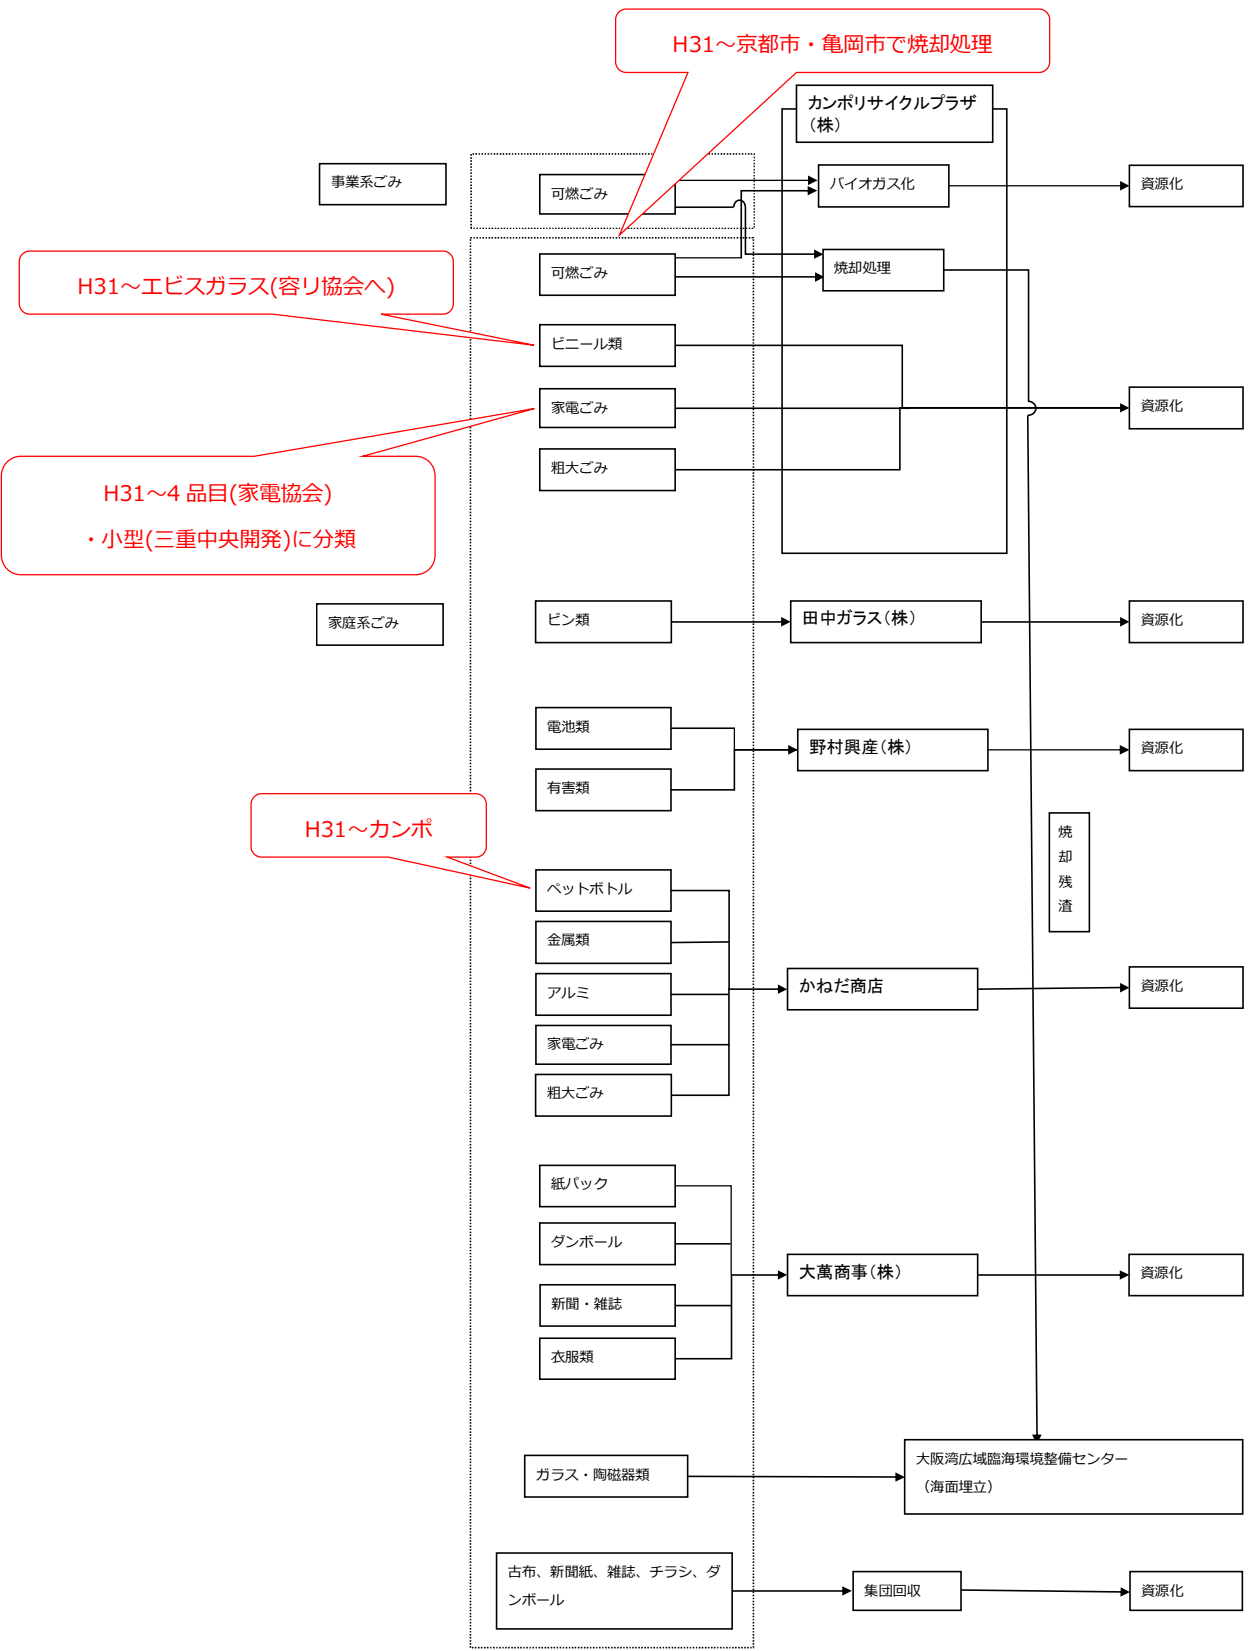 H31～京都市・亀岡市で焼却処理
カンポリサイクルプラザ
（株）
事業系ごみ
可燃ごみ
バイオガス化
資源化
可燃ごみ
焼却処理
H31～エビスガラス(容リ協会へ)
ビニール類
家電ごみ
資源化
粗大ごみ
H31～4 品目(家電協会)
・小型(三重中央開発)に分類
家庭系ごみ
ビン類
田中ガラス（株）
資源化
電池類
野村興産（株）
資源化
有害類
H31～カンポ
焼
却
残
渣
ペットボトル
金属類
アルミ
かねだ商店
資源化
家電ごみ
粗大ごみ
紙パック
ダンボール
大萬商事（株）
資源化
新聞・雑誌
衣服類
ガラス・陶磁器類
大阪湾広域臨海環境整備センター
（海面埋立）
古布、新聞紙、雑誌、チラシ、ダ
ンボール
集団回収
資源化